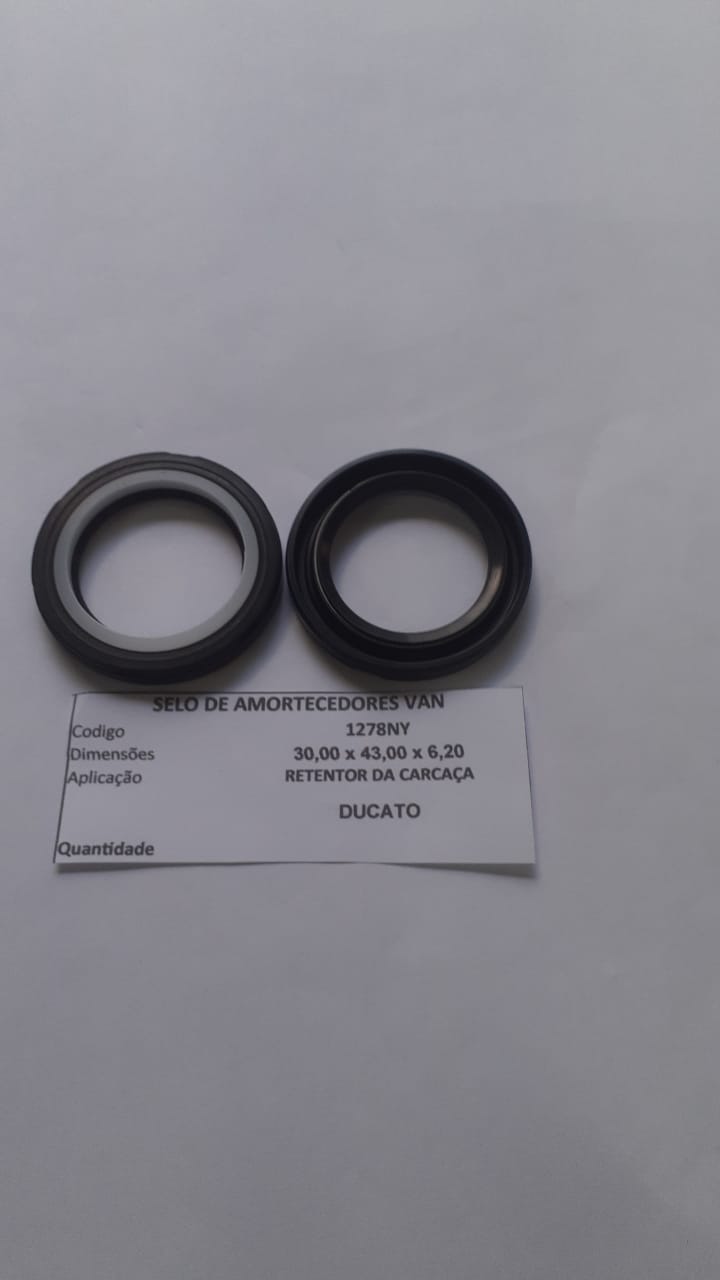 SELO DE AMORTECEDORES VAN
Codigo 1278NY
Dimensões 30,00 x 43,00 x 6,20
Aplicação RETENTOR DA CARCAÇA
DUCATO
Quantidade